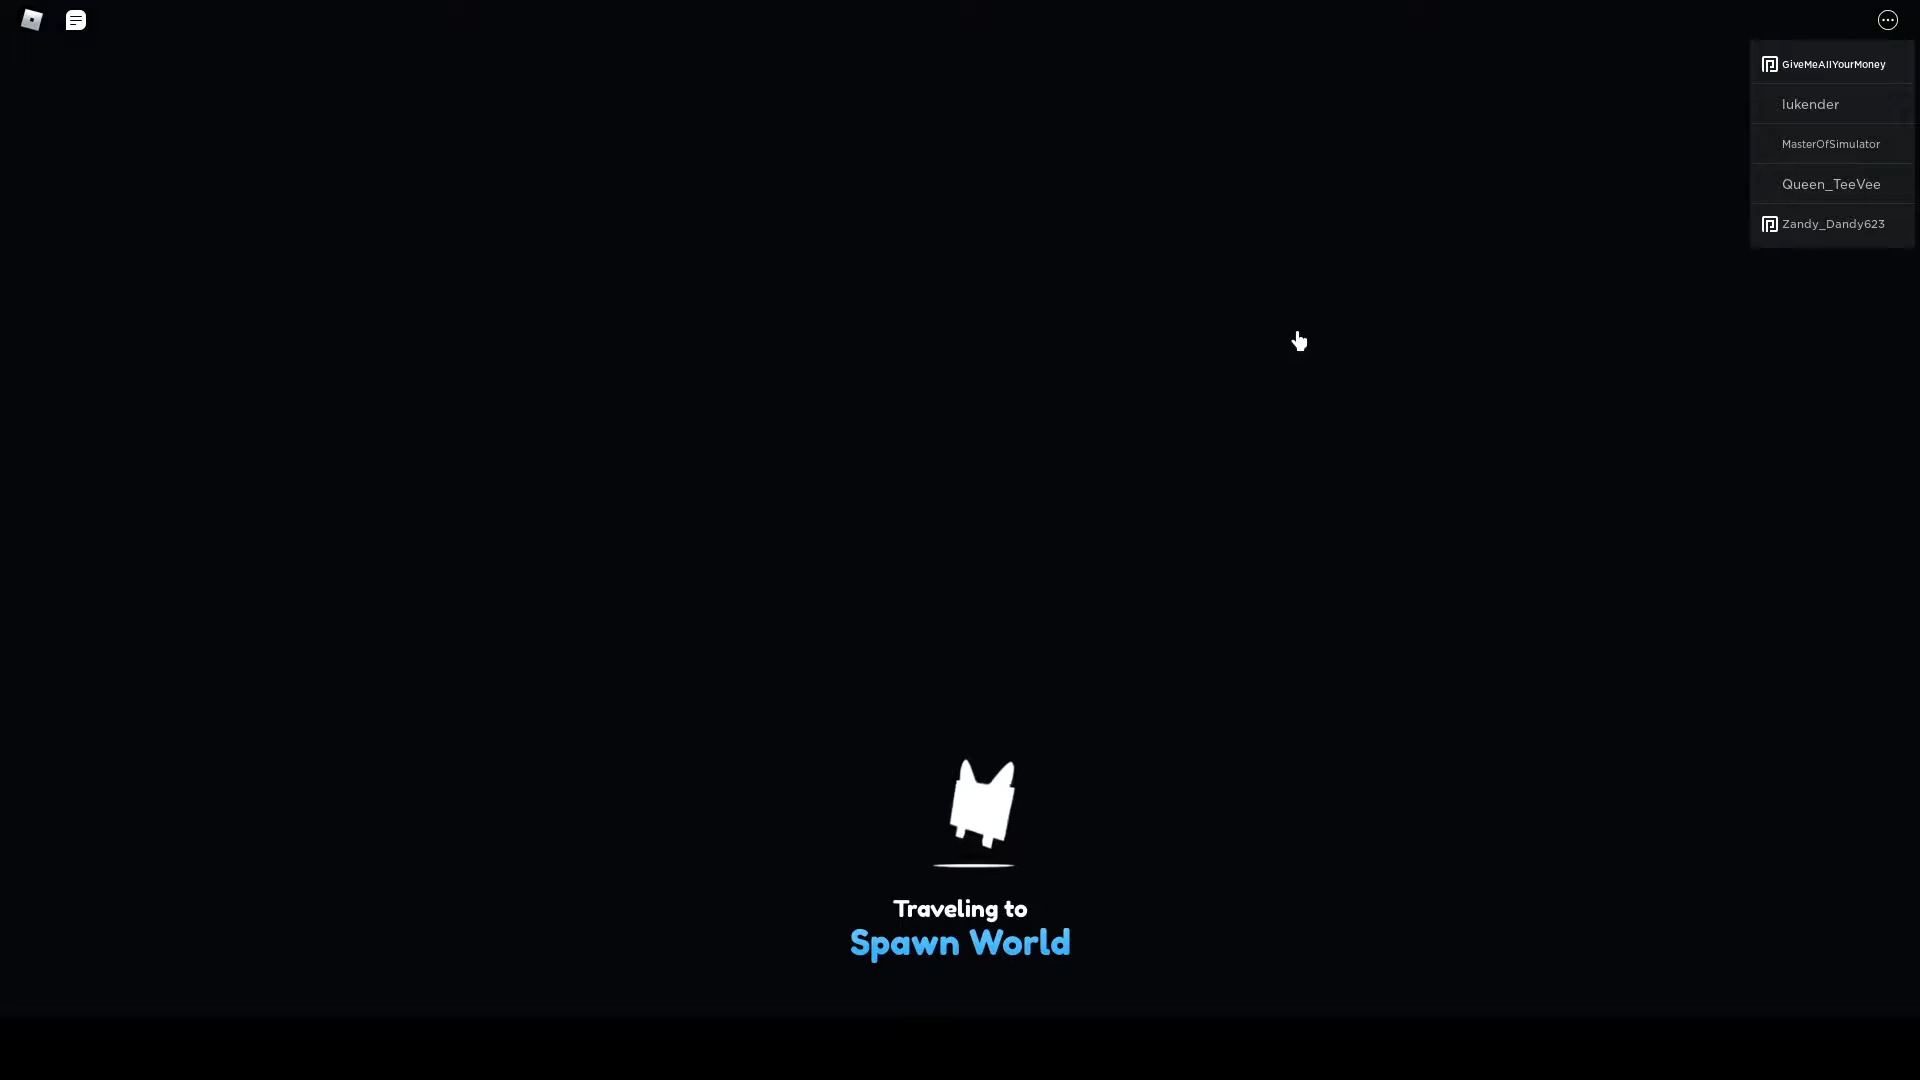 GiveMeAllYourMoney
lukender
MasterOfSimulator
Queen_TeeVee
Zandy_Dandy623
Traveling to
Spawn World